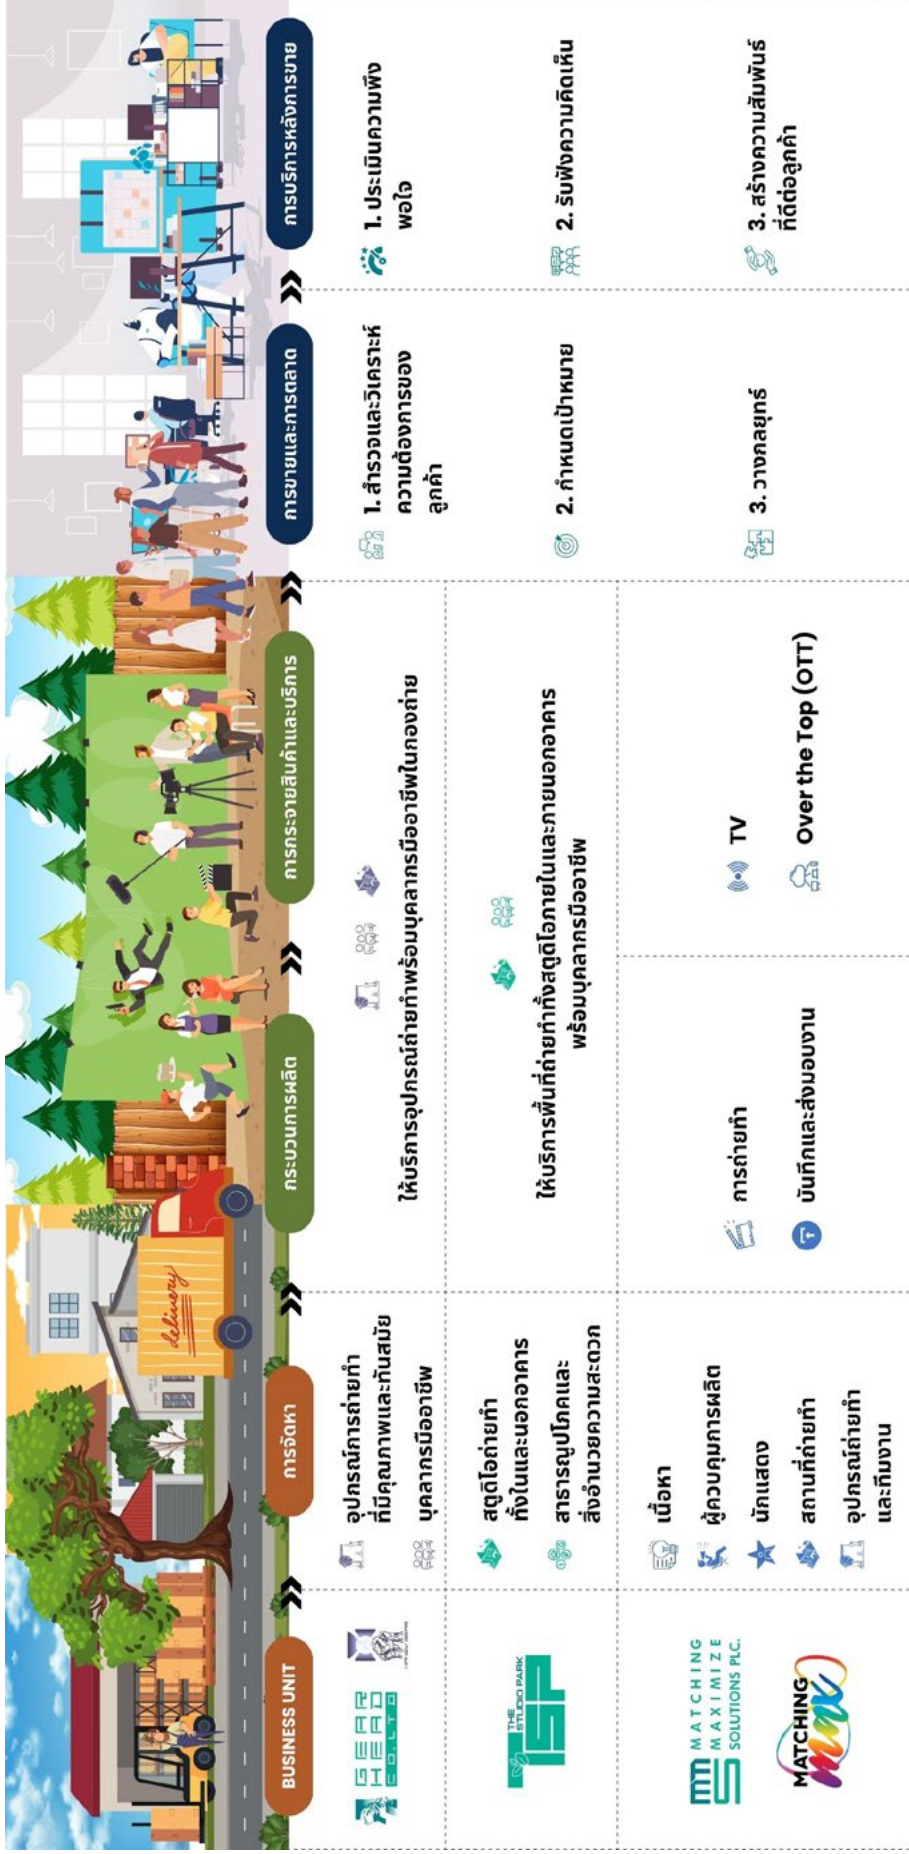 delivery
BUSINESS UNIT
การจัดหา
กระบวนการผลิต
การกระจายสินค้าและบริการ
การขายและการตลาด
การบริการหลังการขาย
GEAR
HEAD
CO.,LTD
อุปกรณ์การถ่ายทำ
ที่มีคุณภาพและทันสมัย
บุคลากรมืออาชีพ
ให้บริการอุปกรณ์ถ่ายทำพร้อมบุคลากรมืออาชีพในกองถ่าย
THE
STUDIO PARK
TSP
สตูดิโอถ่ายทำ
ทั้งในและนอกอาคาร
สาธารณูปโภคและ
สิ่งอำนวยความสะดวก
ให้บริการพื้นที่ถ่ายทำทั้งสตูดิโอภายในและภายนอกอาคาร
พร้อมบุคลากรมืออาชีพ
MATCHING
MAXIMIZE
SOLUTIONS PLC.
MATCHING
max
เนื้อหา
ผู้ควบคุมการผลิต
นักแสดง
สถานที่ถ่ายทำ
อุปกรณ์ถ่ายทำ
และทีมงาน
การถ่ายทำ
บันทึกและส่งมอบงาน
TV
Over the Top (OTT)
1. สำรวจและวิเคราะห์
ความต้องการของ
ลูกค้า
2. กำหนดเป้าหมาย
3. วางกลยุทธ์
1. ประเมินความพึง
พอใจ
2. รับฟังความคิดเห็น
3. สร้างความสัมพันธ์
ที่ดีต่อลูกค้า